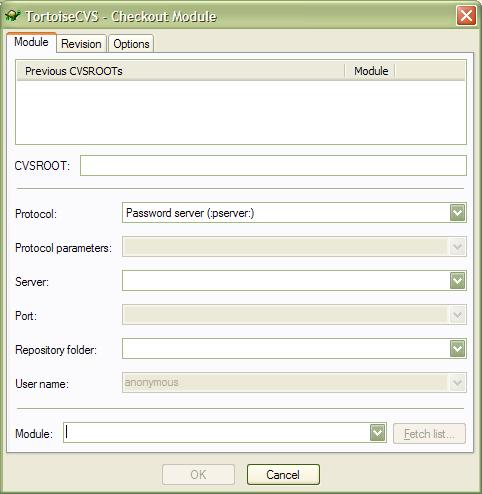 TortoiseCVS - Checkout Module
Module Revision Options
Previous CVSROOTs Module
CVSROOT:
Protocol: Password server (:pserver:)
Protocol parameters:
Server:
Port:
Repository folder:
User name: anonymous
Module: Fetch list...
OK Cancel